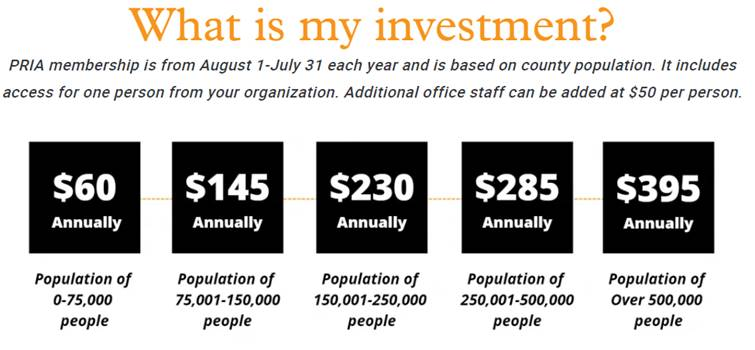 What is my investment?
PRIA membership is from August 1-July 31 each year and is based on county population. It includes
access for one person from your organization. Additional office staff can be added at $50 per person.
$60
Annually
Population of
0-75,000
people
$145
Annually
Population of
75,001-150,000
people
$230
Annually
Population of
150,001-250,000
people
$285
Annually
Population of
250,001-500,000
people
$395
Annually
Population of
Over 500,000
people